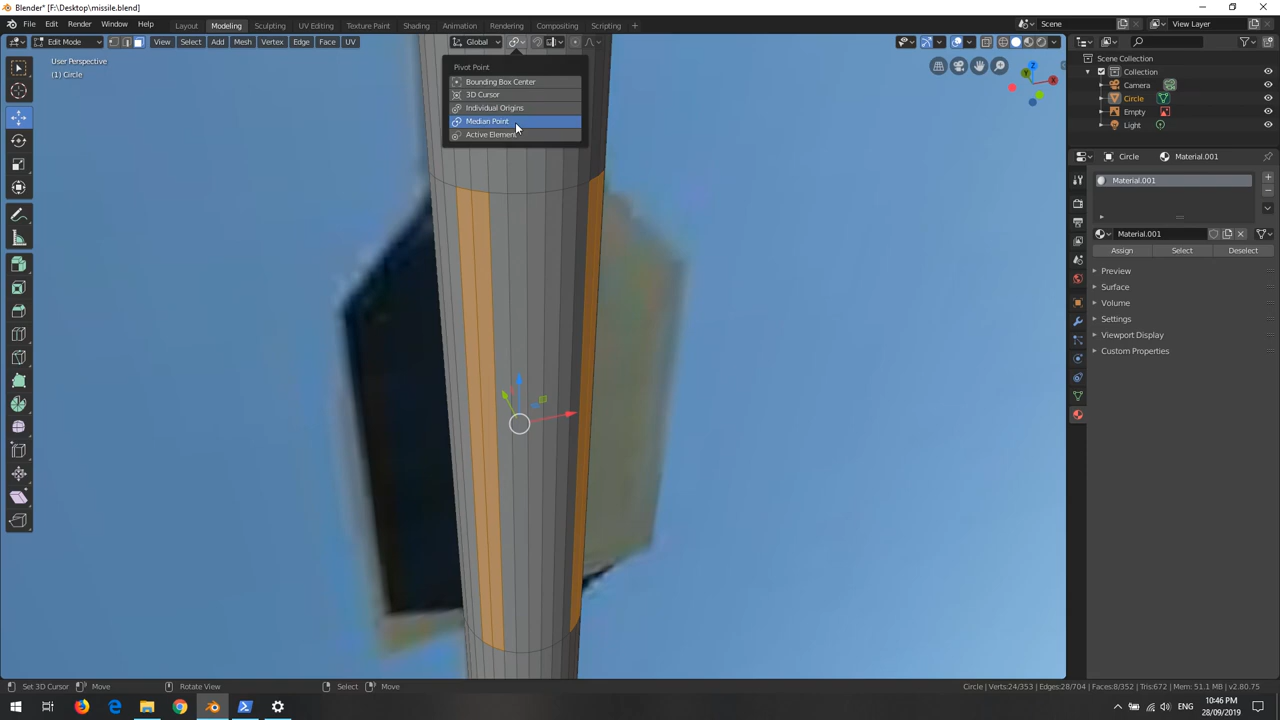 Blender* [F:\Desktop\missile.blend]
File Edit Render Window Help Layout Modeling Sculpting UV Editing Texture Paint Shading Animation Rendering Compositing Scripting + Scene View Layer
Edit Mode View Select Add Mesh Vertex Edge Face UV Global
User Perspective
(1) Circle
Pivot Point
Bounding Box Center
3D Cursor
Individual Origins
Median Point
Active Element
Z
Y
X
Scene Collection
Collection
Camera
Circle
Empty
Light
Circle Material.001
Material.001
Material.001
Assign Select Deselect
Preview
Surface
Volume
Settings
Viewport Display
Custom Properties
Set 3D Cursor Move Rotate View Select Move Circle | Verts:24/353 | Edges:28/704 | Faces:8/352 | Tris:672 | Mem: 51.1 MB | v2.80.75
ENG 10:46 PM
28/09/2019